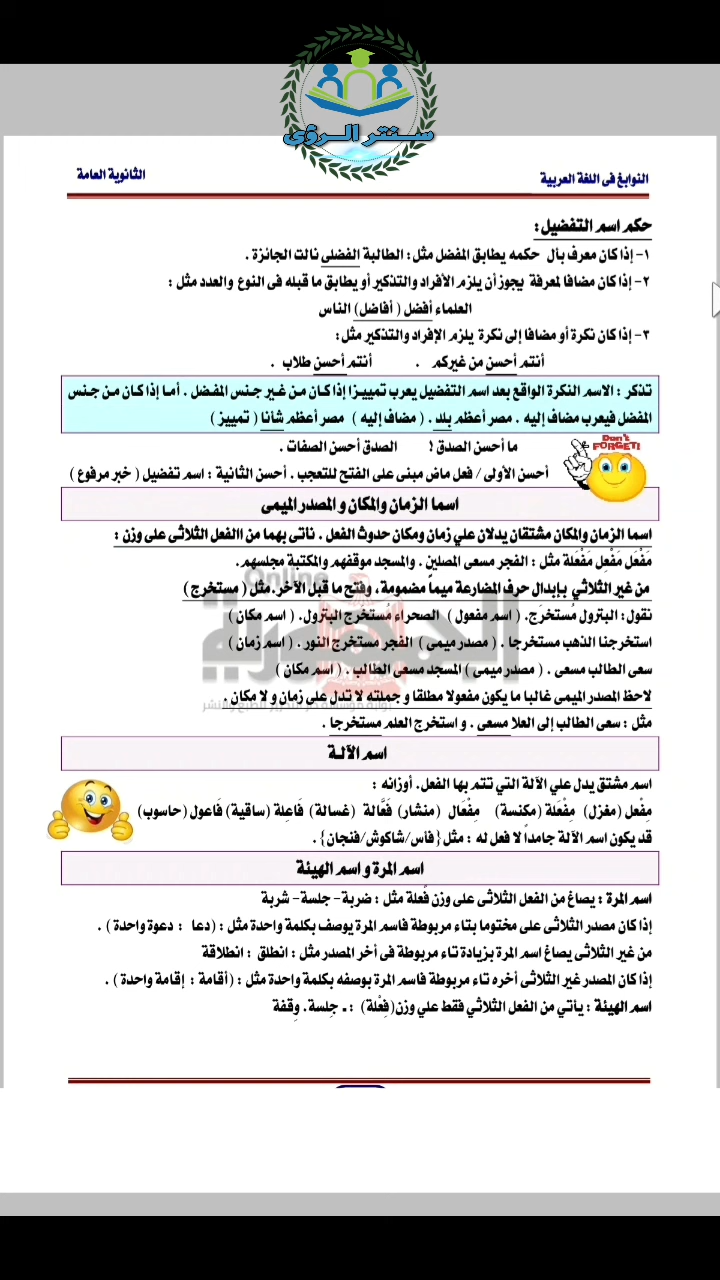 سنتر الرؤى
النوابغ فى اللغة العربية
الثانوية العامة
حكم اسم التفضيل :
١- إذا كان معرف بأل حكمه يطابق المفضل مثل : الطالبة الفضلى نالت الجائزة .
٢- إذا كان مضافا لمعرفة يجوز أن يلزم الأفراد والتذكير أو يطابق ما قبله فى النوع والعدد مثل :
العلماء أفضل ( أفاضل) الناس
٣- إذا كان نكرة أو مضافا إلى نكرة يلزم الإفراد والتذكير مثل :
أنتم أحسن من غيركم . أنتم أحسن طلاب .
تذكر : الاسم النكرة الواقع بعد اسم التفضيل يعرب تمييزا إذا كان من غير جنس المفضل . أما إذا كان من جنس
المفضل فيعرب مضاف إليه . مصر أعظم بلد . ( مضاف إليه ) مصر أعظم شانا ( تمييز )
Don't FORGET!
ما أحسن الصدق ! الصدق أحسن الصفات .
أحسن الأولى / فعل ماض مبنى على الفتح للتعجب . أحسن الثانية : اسم تفضيل ( خبر مرفوع )
اسما الزمان والمكان و المصدر الميمى
اسما الزمان والمكان مشتقان يدلان علي زمان ومكان حدوث الفعل . ناتى بهما من االفعل الثلاثى على وزن :
مَفْعَل مَفْعِل مَفْعَلة مثل : الفجر مسعى المصلين . والمسجد موقفهم والمكتبة مجلسهم.
من غير الثلاثي بإبدال حرف المضارعة ميماً مضمومة، وفتح ما قبل الآخر. مثل ( مستخرج )
نقول : البترول مُستخرَج. ( اسم مفعول ) الصحراء مُستخرج البترول. ( اسم مكان )
استخرجنا الذهب مستخرجا . ( مصدر ميمى ) الفجر مستخرج النور . ( اسم زمان )
سعى الطالب مسعى . ( مصدر ميمى ) المسجد مسعى الطالب . ( اسم مكان )
لاحظ المصدر الميمى غالبا ما يكون مفعولا مطلقا و جملته لا تدل على زمان و لا مكان .
مثل : سعى الطالب إلى العلا مسعى . و استخرج العلم مستخرجا .
Online
الجمهورية
اسم الآلة
اسم مشتق يدل علي الآلة التي تتم بها الفعل. أوزانه :
مِفْعل (مغزل) مِفْعَلة (مكنسة) مِفْعَال (منشار) فَعَّالة (غسالة) فَاعِلة (ساقية) فَاعول (حاسوب)
قد يكون اسم الآلة جامداً لا فعل له : مثل {فأس/شاكوش/فنجان} .
اسم المرة و اسم الهيئة
اسم المرة : يصاغ من الفعل الثلاثى على وزن فَعلة مثل : ضربة- جلسة- شربة
إذا كان مصدر الثلاثى على مختوما بتاء مربوطة فاسم المرة يوصف بكلمة واحدة مثل : (دعا : دعوة واحدة ) .
من غير الثلاثى يصاغ اسم المرة بزيادة تاء مربوطة فى أخر المصدر مثل : انطلق : انطلاقة
إذا كان المصدر غير الثلاثى أخره تاء مربوطة فاسم المرة بوصفه بكلمة واحدة مثل : (أقامة : إقامة واحدة ) .
اسم الهيئة : يأتي من الفعل الثلاثي فقط علي وزن(فِعْلة) :- جِلسة. وِقفة